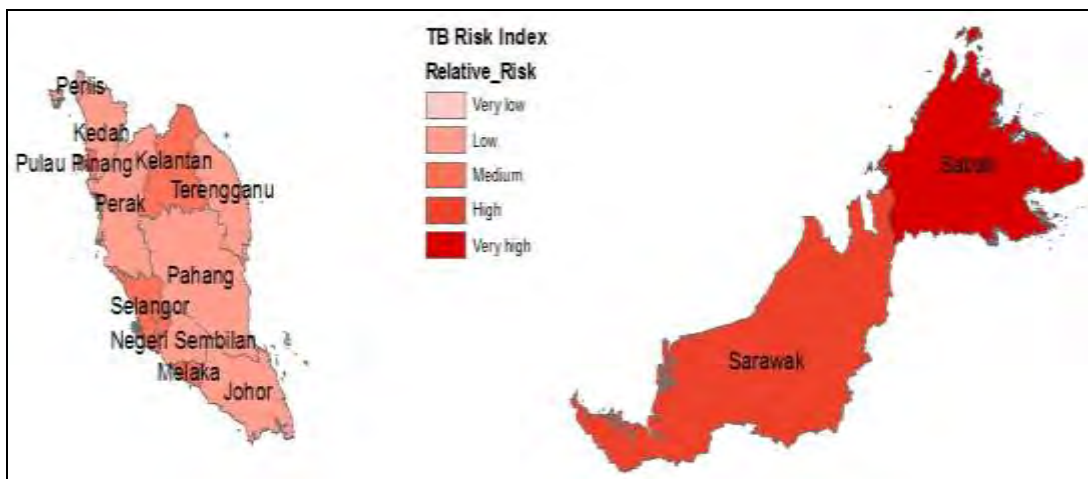 TB Risk Index
Relative_Risk
Very low
Low
Medium
High
Very high
Perlis
Kedah
Pulau Pinang
Kelantan
Terengganu
Perak
Pahang
Selangor
Negeri Sembilan
Melaka
Johor
Sabah
Sarawak